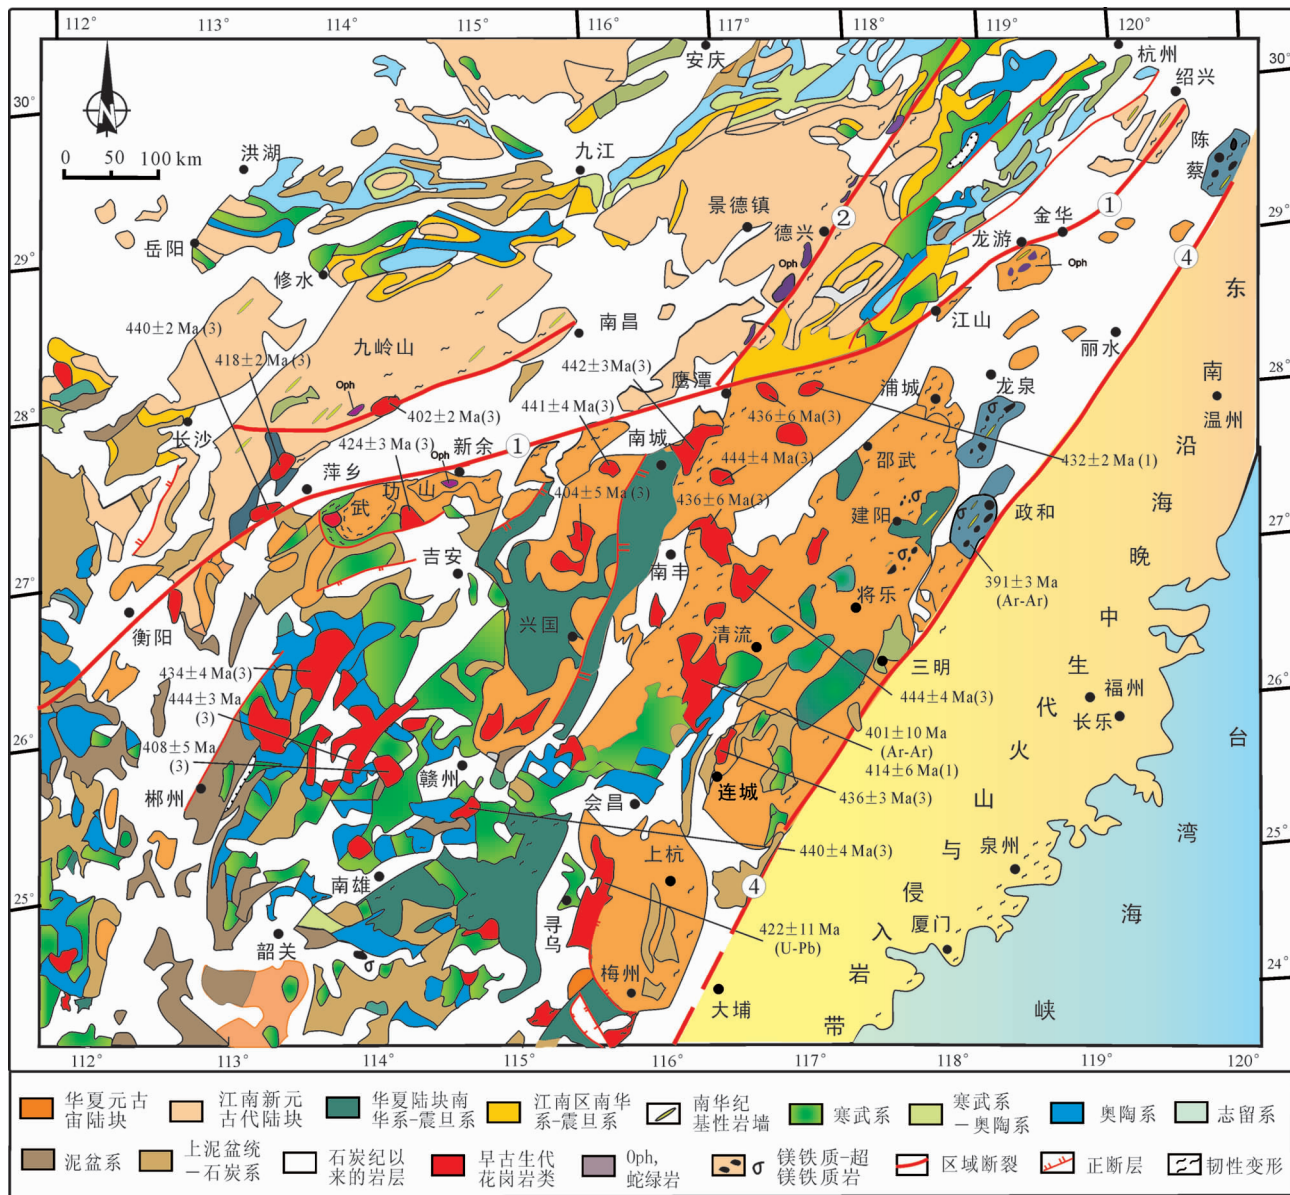 112°
113°
114°
115°
116°
117°
118°
119°
120°
30°
29°
28°
27°
26°
25°
N
0 50 100 km
安庆
杭州
绍兴
陈蔡
30°
洪湖
九江
景德镇
德兴
②
金华
①
龙游
Oph
Oph
④
29°
岳阳
修水
440±2 Ma(3)
418±2 Ma(3)
九岭山
南昌
442±3Ma(3)
鹰潭
江山
丽水
28°
Oph
402±2 Ma(3)
441±4 Ma(3)
436±6 Ma(3)
浦城
龙泉
温州
长沙
424±3 Ma(3)
新余
Oph
①
南城
444±4 Ma(3)
邵武
432±2 Ma(1)
萍乡
武功山
404±5 Ma(3)
436±6 Ma(3)
建阳
政和
27°
吉安
南丰
391±3 Ma
(Ar-Ar)
将乐
衡阳
兴国
清流
三明
434±4 Ma(3)
444±3 Ma
(3)
408±5 Ma
(3)
444±4 Ma(3)
福州
长乐
26°
401±10 Ma
(Ar-Ar)
414±6 Ma(1)
郴州
赣州
会昌
连城
436±3 Ma(3)
440±4 Ma(3)
泉州
25°
南雄
上杭
④
韶关
寻乌
422±11 Ma
(U-Pb)
厦门
梅州
大埔
24°
东南沿海晚中生代火山与侵入岩带
台湾海峡
112°
113°
114°
115°
116°
117°
118°
119°
120°
华夏元古
宙陆块
江南新元
古代陆块
华夏陆块南
华系-震旦系
江南区南华
系-震旦系
南华纪
基性岩墙
寒武系
寒武系
-奥陶系
奥陶系
志留系
泥盆系
上泥盆统
-石炭系
石炭纪以
来的岩层
早古生代
花岗岩类
Oph,
蛇绿岩
σ
镁铁质-超
镁铁质岩
区域断裂
正断层
韧性变形